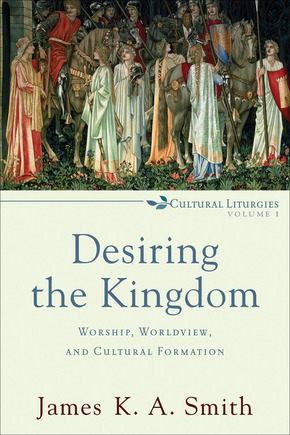 CULTURAL LITURGIES
VOLUME 1
Desiring
the Kingdom
WORSHIP, WORLDVIEW,
AND CULTURAL FORMATION
James K. A. Smith